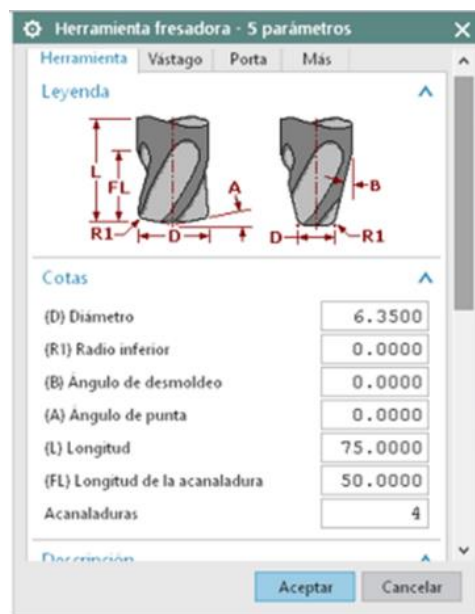 Herramienta fresadora - 5 parámetros
Herramienta Vástago Porta Más
Leyenda
L
FL
A
B
R1
D
D
R1
Cotas
(D) Diámetro 6.3500
(R1) Radio inferior 0.0000
(B) Ángulo de desmoldeo 0.0000
(A) Ángulo de punta 0.0000
(L) Longitud 75.0000
(FL) Longitud de la acanaladura 50.0000
Acanaladuras 4
Descripción
Aceptar Cancelar